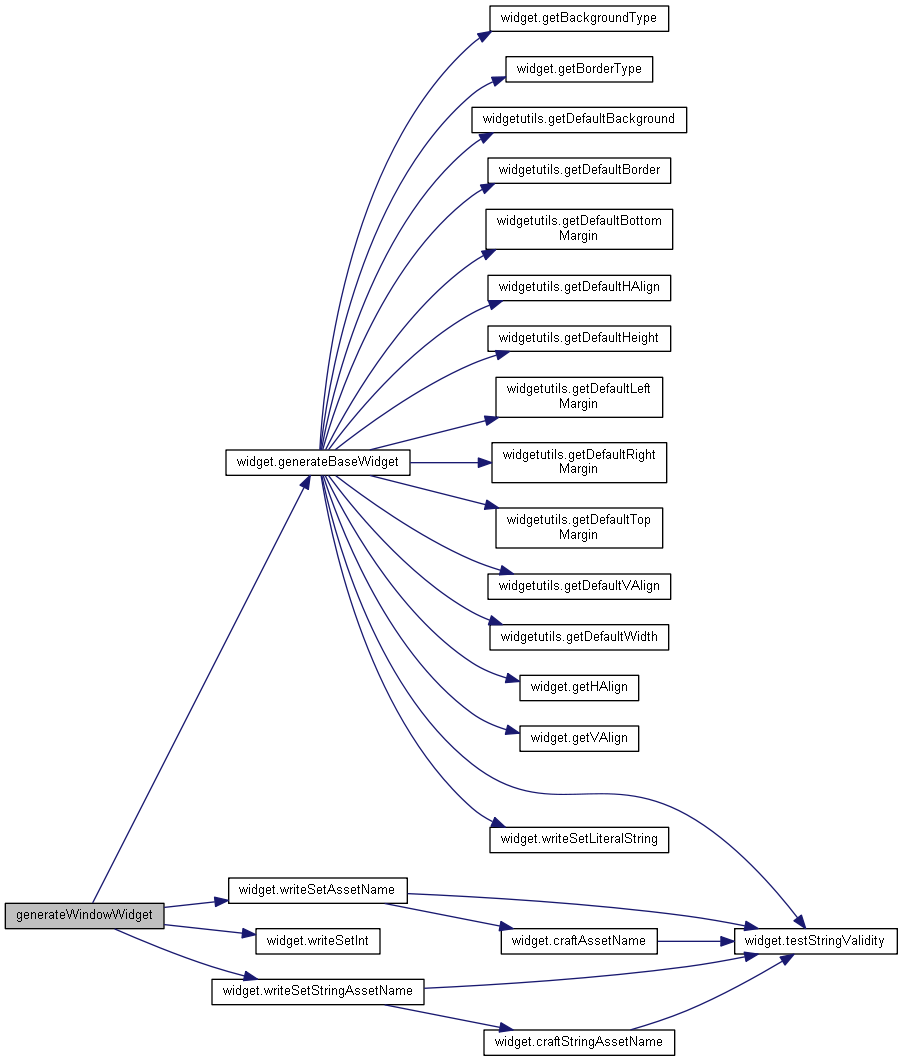 widget.getBackgroundType
widget.getBorderType
widgetutils.getDefaultBackground
widgetutils.getDefaultBorder
widgetutils.getDefaultBottom
Margin
widgetutils.getDefaultHAlign
widgetutils.getDefaultHeight
widgetutils.getDefaultLeft
Margin
widget.generateBaseWidget
widgetutils.getDefaultRight
Margin
widgetutils.getDefaultTop
Margin
widgetutils.getDefaultVAlign
widgetutils.getDefaultWidth
widget.getHAlign
widget.getVAlign
widget.writeSetLiteralString
widget.writeSetAssetName
generateWindowWidget
widget.writeSetInt
widget.craftAssetName
widget.testStringValidity
widget.writeSetStringAssetName
widget.craftStringAssetName